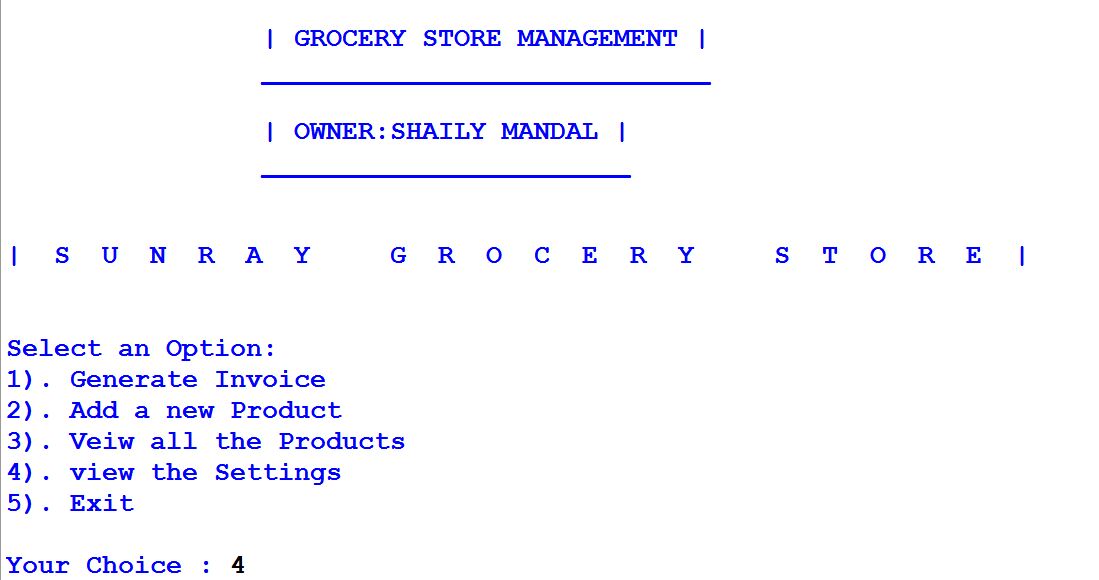 | GROCERY STORE MANAGEMENT |
| OWNER:SHAILY MANDAL |
| S U N R A Y G R O C E R Y S T O R E |
Select an Option:
1). Generate Invoice
2). Add a new Product
3). Veiw all the Products
4). view the Settings
5). Exit
Your Choice : 4